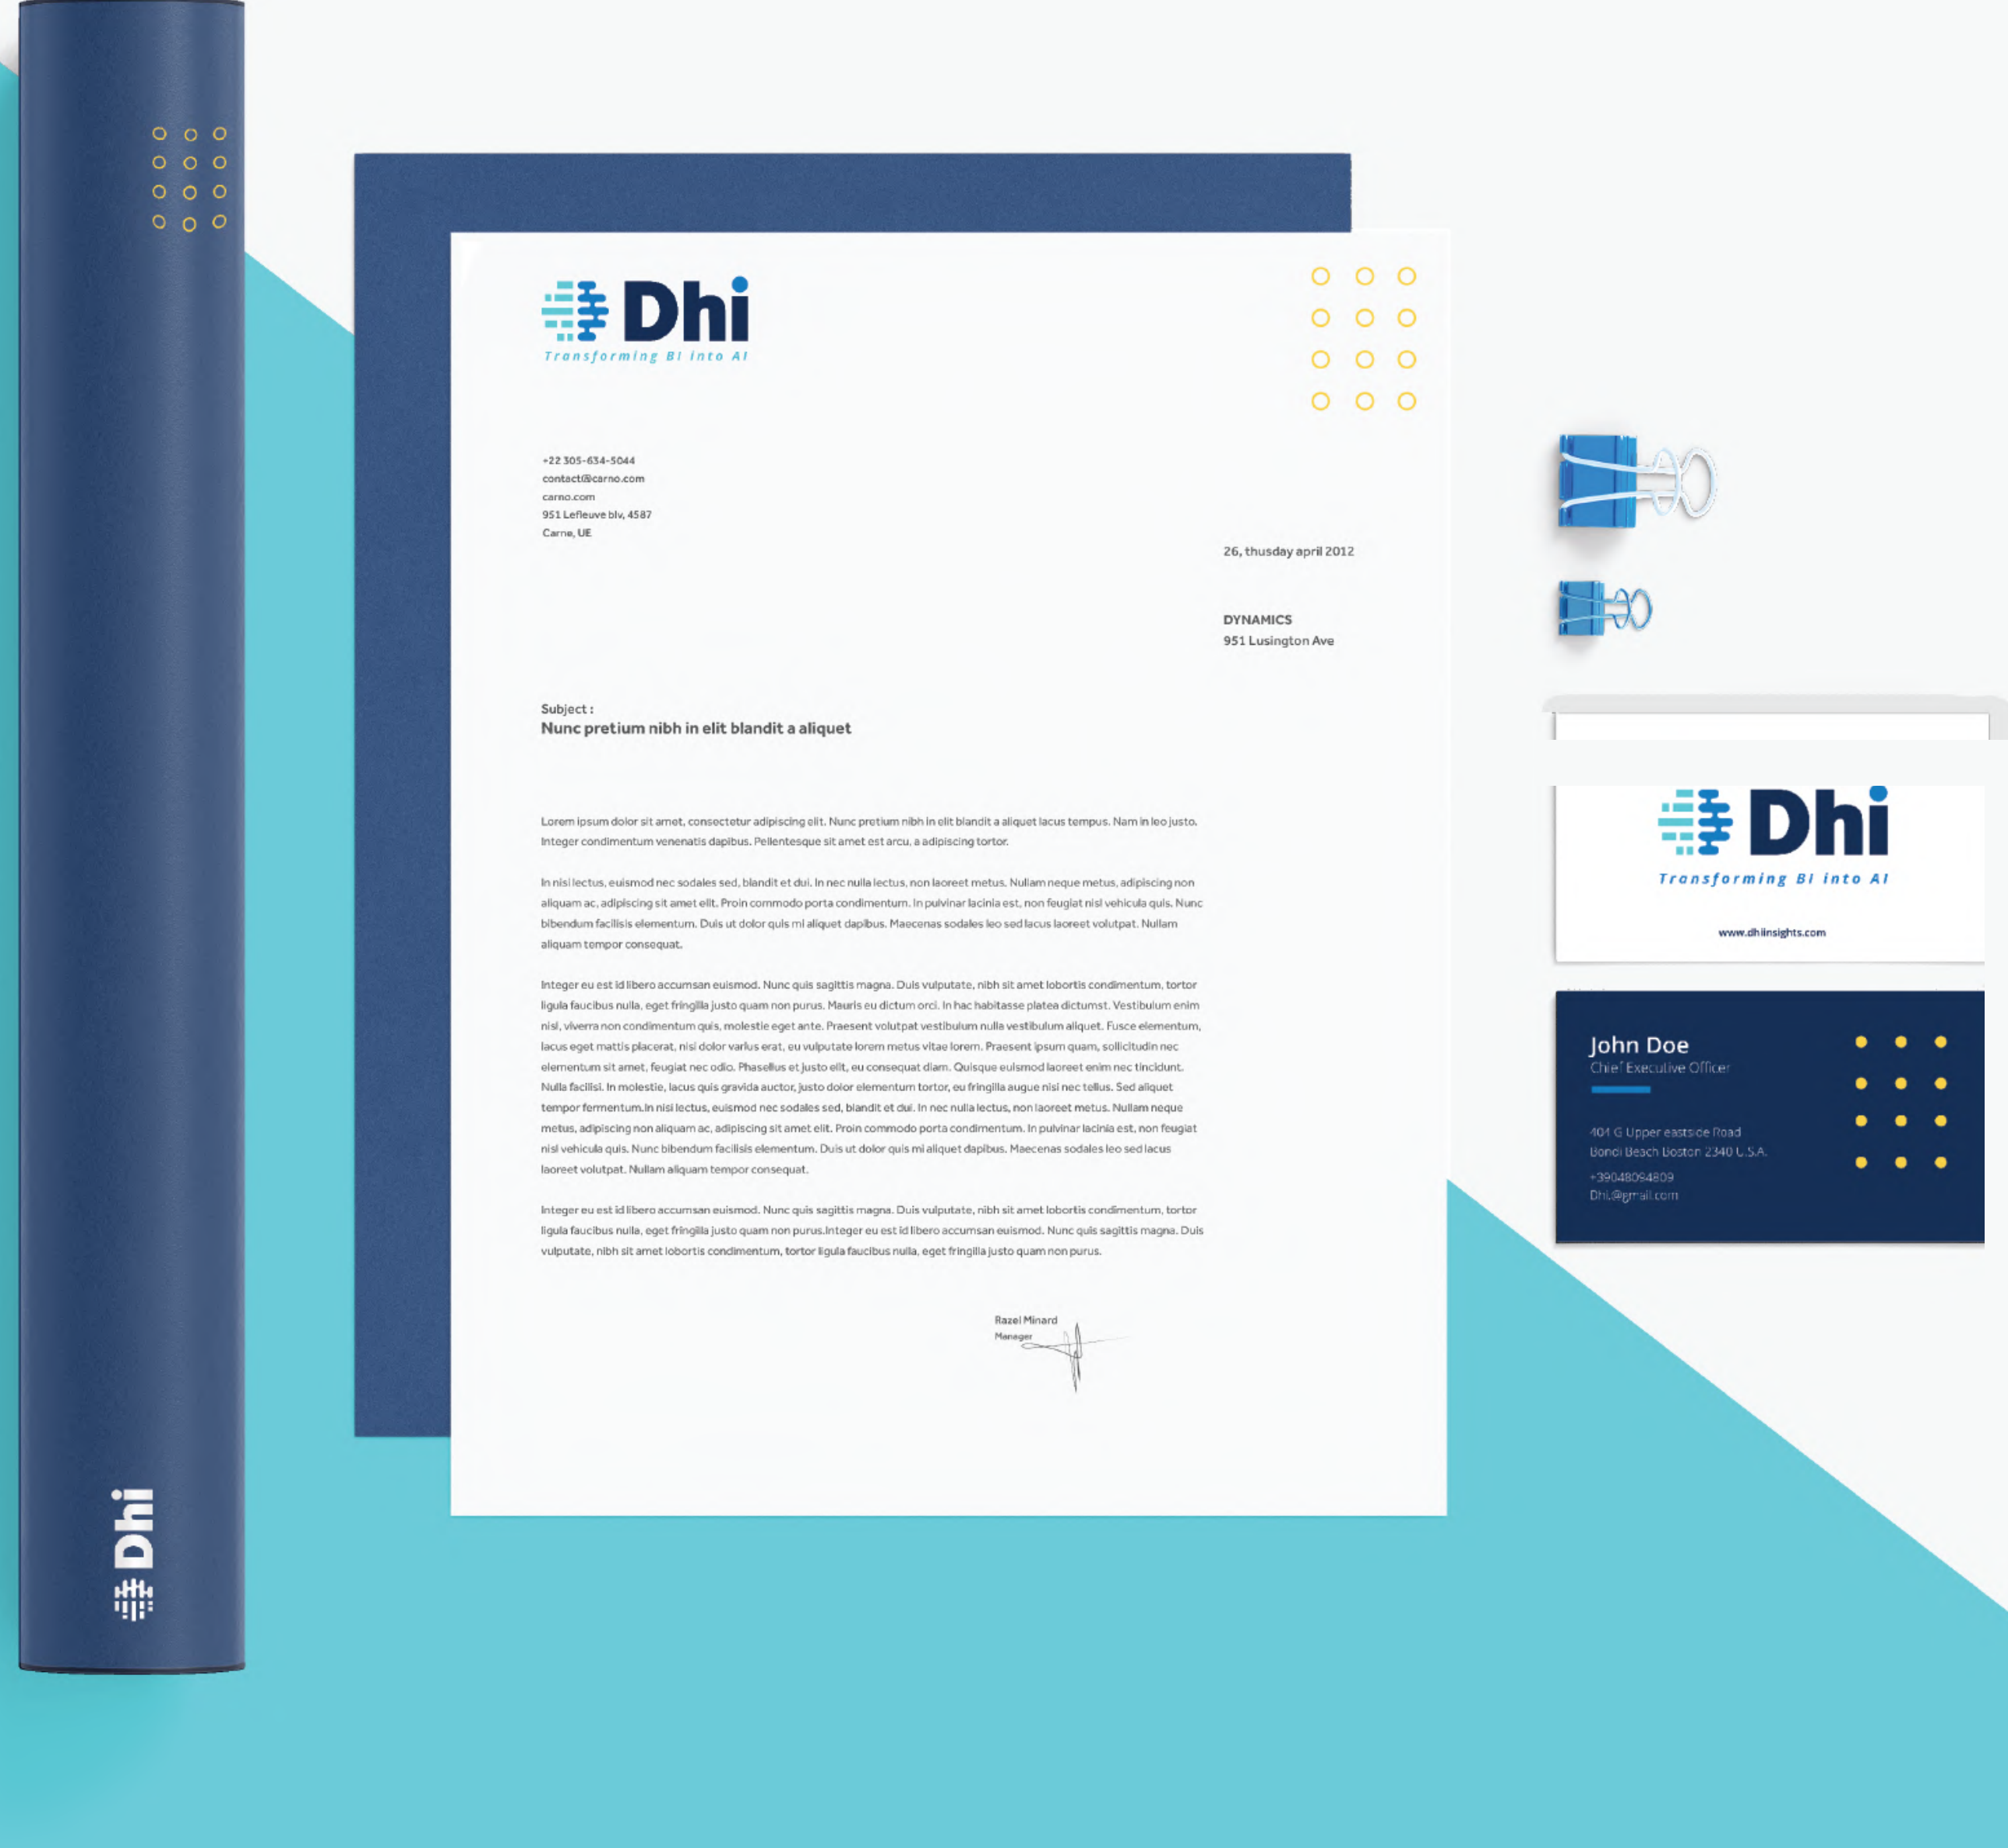 Dhi
Transforming BI into AI
+22 305-634-5044
contact@carno.com
carno.com
951 Lefleuve blv, 4587
Carne, UE
26, thusday april 2012
DYNAMICS
951 Lusington Ave
Subject :
Nunc pretium nibh in elit blandit a aliquet
Lorem ipsum dolor sit amet, consectetur adipiscing elit. Nunc pretium nibh in elit blandit a aliquet lacus tempus. Nam in leo justo.
Integer condimentum venenatis dapibus. Pellentesque sit amet est arcu, a adipiscing tortor.
In nisi lectus, euismod nec sodales sed, blandit et dui. In nec nulla lectus, non laoreet metus. Nullam neque metus, adipiscing non
aliquam ac, adipiscing sit amet elit. Proin commodo porta condimentum. In pulvinar lacinia est, non feugiat nisl vehicula quis. Nunc
bibendum facilisis elementum. Duis ut dolor quis mi aliquet dapibus. Maecenas sodales leo sed lacus laoreet volutpat. Nullam
aliquam tempor consequat.
Integer eu est id libero accumsan euismod. Nunc quis sagittis magna. Duis vulputate, nibh sit amet lobortis condimentum, tortor
ligula faucibus nulla, eget fringilla justo quam non purus. Mauris eu dictum orci. In hac habitasse platea dictumst. Vestibulum enim
nisl, viverra non condimentum quis, molestie eget ante. Praesent volutpat vestibulum nulla vestibulum aliquet. Fusce elementum,
lacus eget mattis placerat, nisi dolor varius erat, eu vulputate lorem metus vitae lorem. Praesent ipsum quam, sollicitudin nec
elementum sit amet, feugiat nec odio. Phasellus et justo elit, eu consequat diam. Quisque euismod laoreet enim nec tincidunt.
Nulla facilisi. In molestie, lacus quis gravida auctor, justo dolor elementum tortor, eu fringilla augue nisi nec tellus. Sed aliquet
tempor fermentum.In nisi lectus, euismod nec sodales sed, blandit et dui. In nec nulla lectus, non laoreet metus. Nullam neque
metus, adipiscing non aliquam ac, adipiscing sit amet elit. Proin commodo porta condimentum. In pulvinar lacinia est, non feugiat
nisl vehicula quis. Nunc bibendum facilisis elementum. Duis ut dolor quis mi aliquet dapibus. Maecenas sodales leo sed lacus
laoreet volutpat. Nullam aliquam tempor consequat.
Integer eu est id libero accumsan euismod. Nunc quis sagittis magna. Duis vulputate, nibh sit amet lobortis condimentum, tortor
ligula faucibus nulla, eget fringilla justo quam non purus.Integer eu est id libero accumsan euismod. Nunc quis sagittis magna. Duis
vulputate, nibh sit amet lobortis condimentum, tortor ligula faucibus nulla, eget fringilla justo quam non purus.
Razel Minard
Manager
Dhi
Transforming BI into AI
www.dhiinsights.com
John Doe
Chief Executive Officer
404 G Upper eastside Road
Bondi Beach Boston 2340 U.S.A.
+39048094809
Dhi.@gmail.com
Dhi